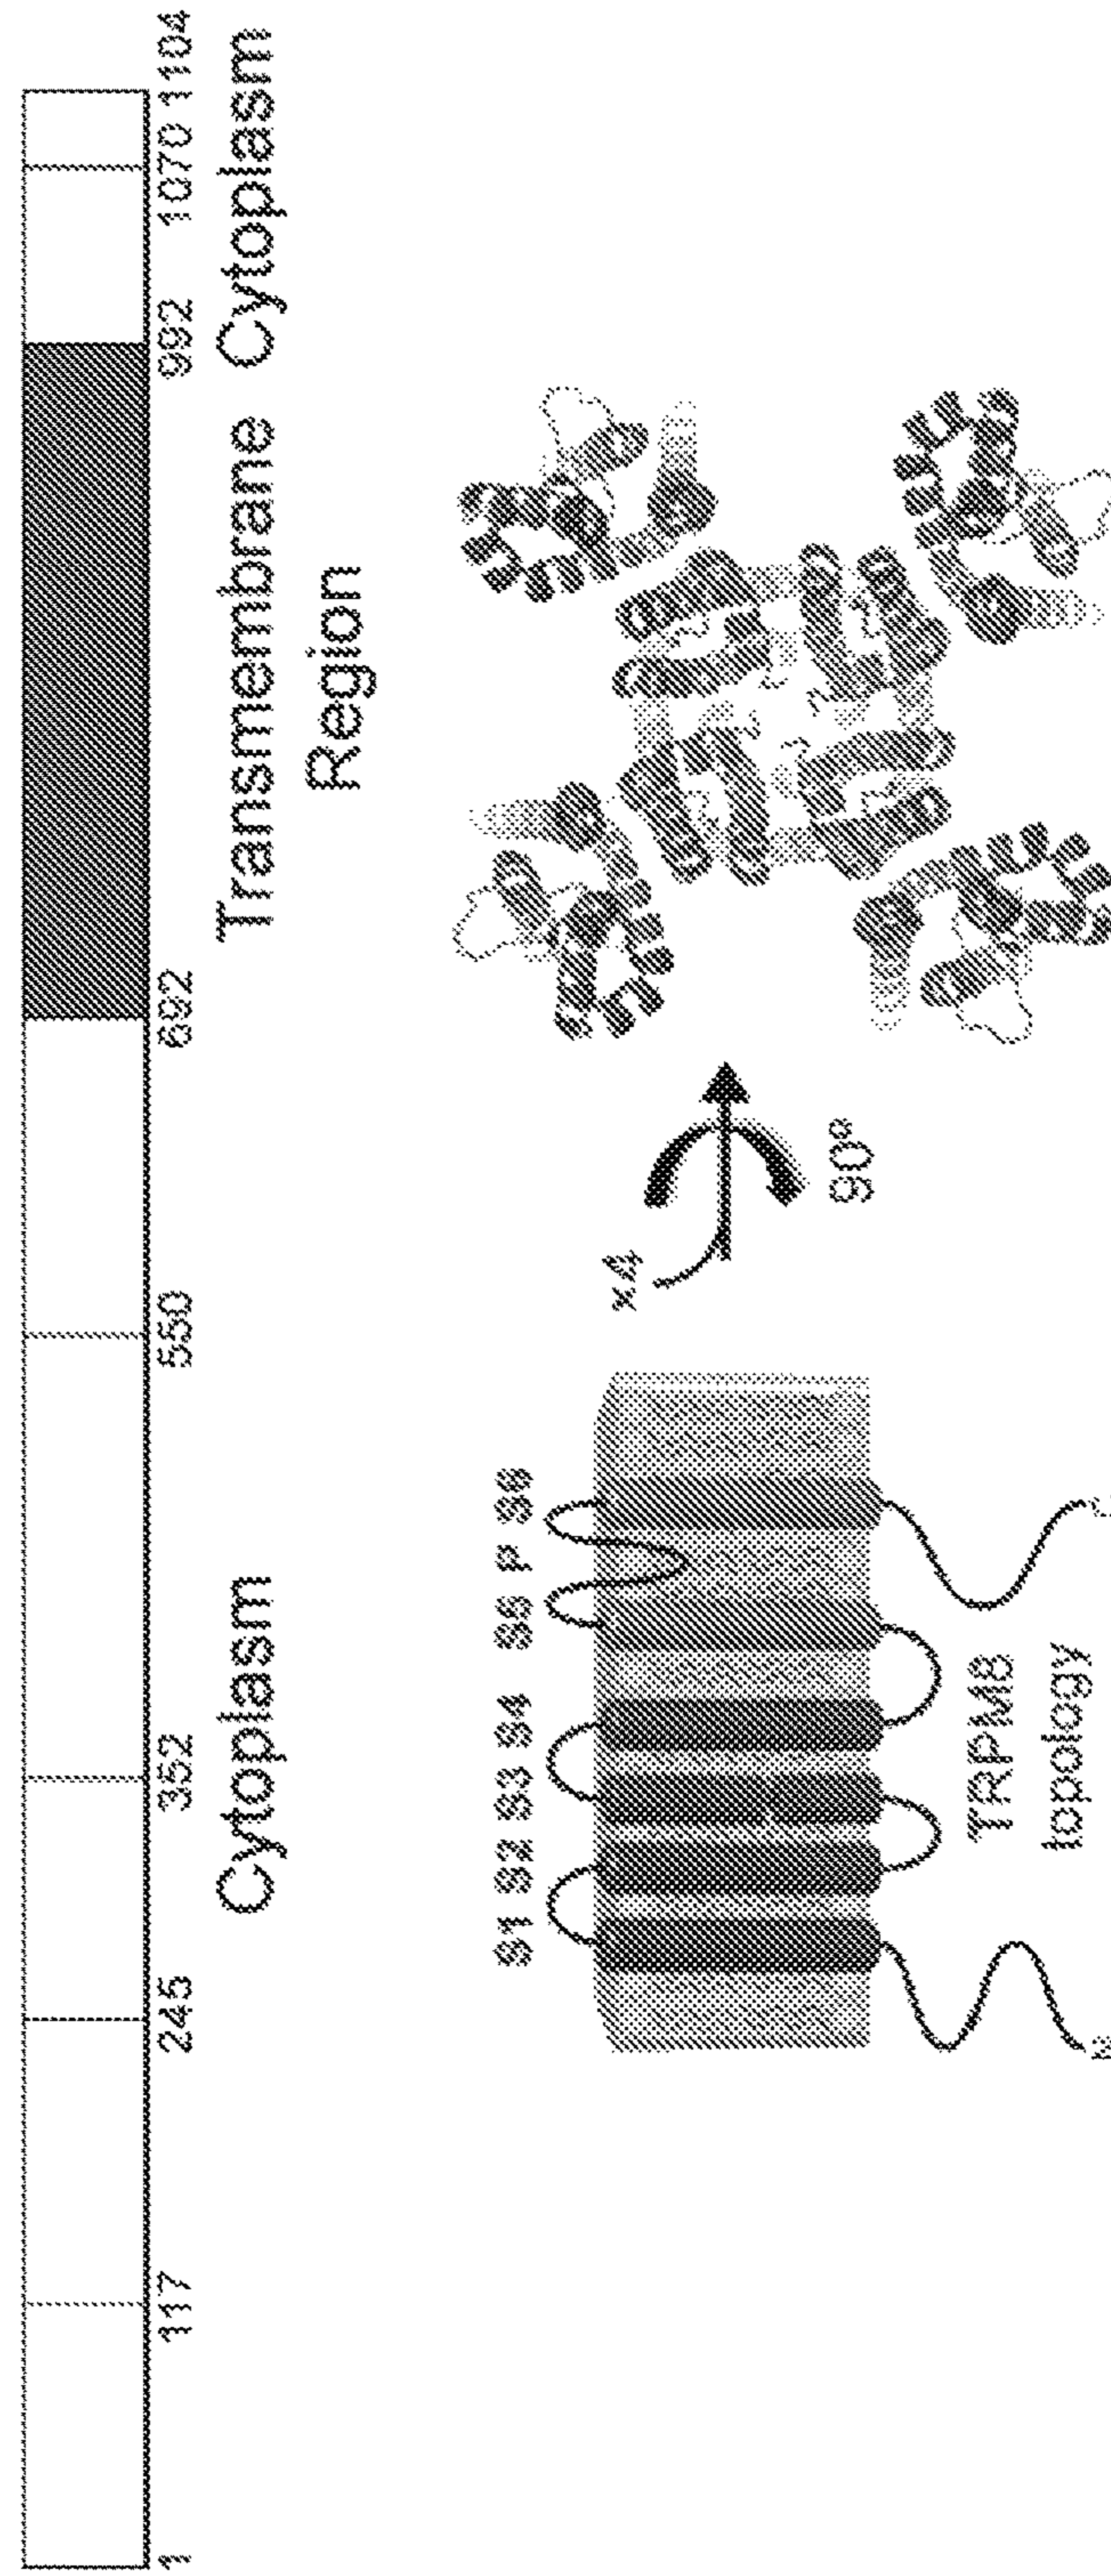 1 117 245 352 550 692 992 1070 1104
Cytoplasm Transmembrane Cytoplasm
Region
S1 S2 S3 S4 S5 P S6
x4
90°
TRPM8
topology
C